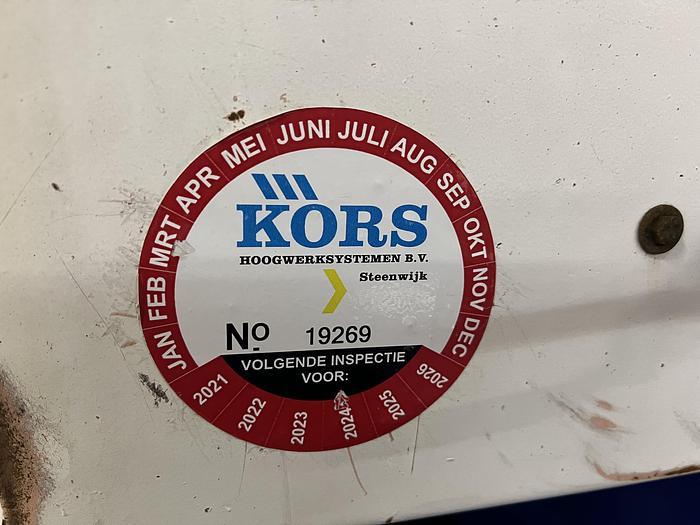 JAN FEB MRT APR MEI JUNI JULI AUG SEP OKT NOV DEC
KORS
HOOGWERKSYSTEMEN B.V.
Steenwijk
Nº 19269
VOLGENDE INSPECTIE
VOOR:
2021 2022 2023 2024 2025 2026